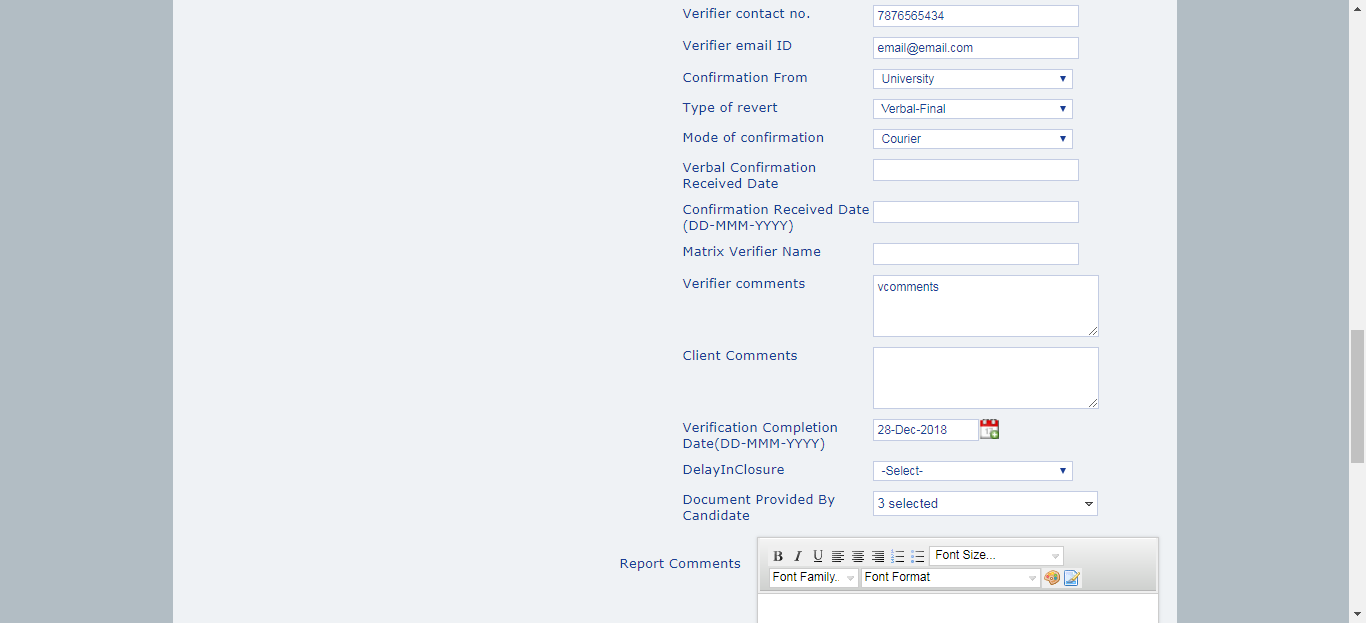 Verifier contact no.
7876565434
Verifier email ID
email@email.com
Confirmation From
University
Type of revert
Verbal-Final
Mode of confirmation
Courier
Verbal Confirmation
Received Date
Confirmation Received Date
(DD-MMM-YYYY)
Matrix Verifier Name
Verifier comments
vcomments
Client Comments
Verification Completion
Date(DD-MMM-YYYY)
28-Dec-2018
DelayInClosure
-Select-
Document Provided By
Candidate
3 selected
Report Comments
B I U Font Size...
Font Family.. Font Format